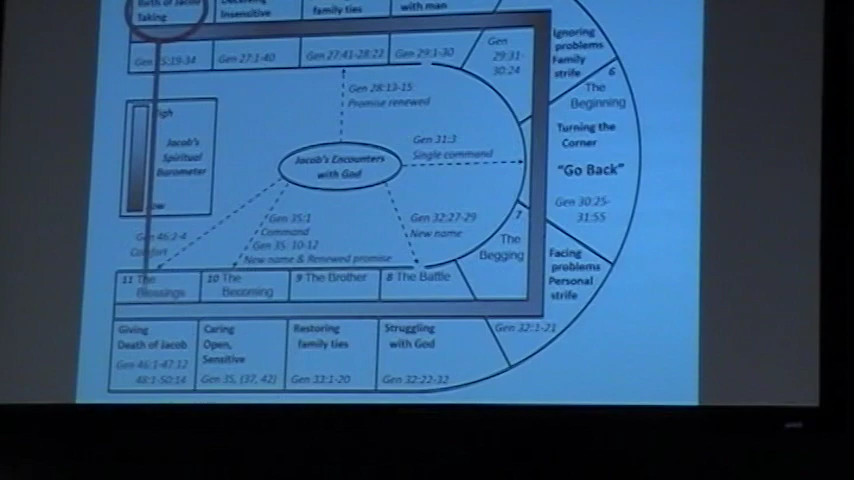 Birth of Jacob
Taking
Deceiving
Insensitive
family ties
with man
Gen 25:19-34
Gen 27:1-40
Gen 27:41-28:22
Gen 29:1-30
Gen
29:31-
30:24
Ignoring
problems
Family
strife
6
The
Beginning
Turning the
Corner
"Go Back"
Gen 30:25-
31:55
High
Jacob's
Spiritual
Barometer
Low
Gen 28:13-15
Promise renewed
Gen 31:3
Single command
Jacob's Encounters
with God
Gen 46:2-4
Comfort
Gen 35:1
Command
Gen 35: 10-12
New name & Renewed promise
Gen 32:27-29
New name
7
The
Begging
Facing
problems
Personal
strife
11 The
Blessings
10 The
Becoming
9 The Brother
8 The Battle
Giving
Death of Jacob
Gen 46:1-47:12
48:1-50:14
Caring
Open,
Sensitive
Gen 35, (37, 42)
Restoring
family ties
Gen 33:1-20
Struggling
with God
Gen 32:22-32
Gen 32:1-21